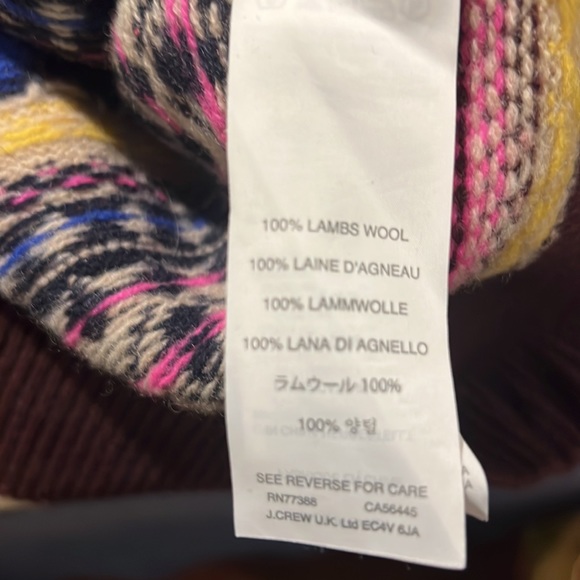 100% LAMBS WOOL
100% LAINE D'AGNEAU
100% LAMMWOLLE
100% LANA DI AGNELLO
ラムウール 100%
100% 양털
SEE REVERSE FOR CARE
RN77388 CA56445
J.CREW U.K. Ltd EC4V 6JA